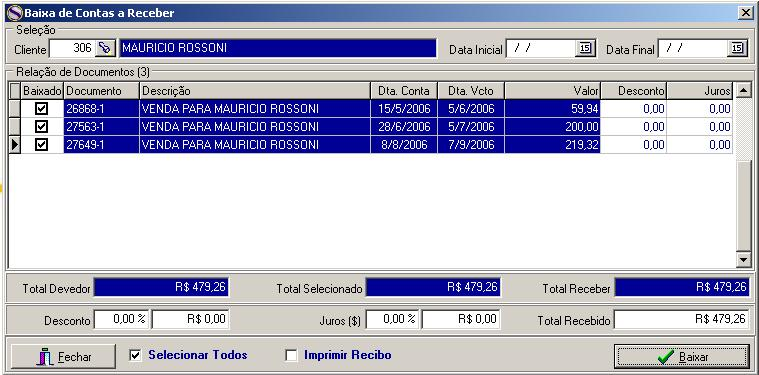 Baixa de Contas a Receber
Seleção
Cliente 306 MAURICIO ROSSONI Data Inicial / / 15 Data Final / / 15
Relação de Documentos (3)
Baixado Documento Descrição Dta. Conta Dta. Vcto Valor Desconto Juros
26868-1 VENDA PARA MAURICIO ROSSONI 15/5/2006 5/6/2006 59,94 0,00 0,00
27563-1 VENDA PARA MAURICIO ROSSONI 28/6/2006 5/7/2006 200,00 0,00 0,00
27649-1 VENDA PARA MAURICIO ROSSONI 8/8/2006 7/9/2006 219,32 0,00 0,00
Total Devedor R$ 479,26 Total Selecionado R$ 479,26 Total Receber R$ 479,26
Desconto 0,00 % R$ 0,00 Juros ($) 0,00 % R$ 0,00 Total Recebido R$ 479,26
Fechar Selecionar Todos Imprimir Recibo Baixar